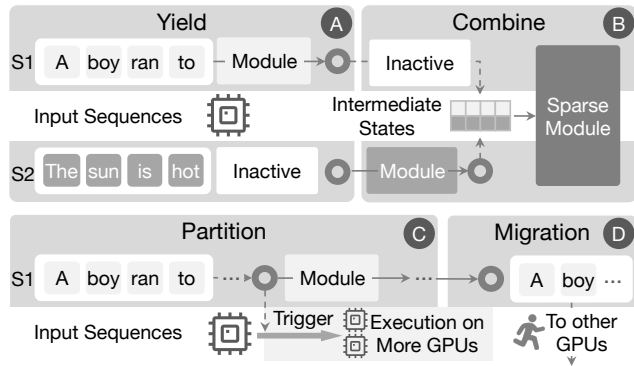 Yield A
Combine B
S1 A boy ran to Module Inactive
Input Sequences
Intermediate States
Sparse Module
S2 The sun is hot Inactive Module
Partition C
Migration D
S1 A boy ran to ... Module ... A boy ...
Input Sequences
Trigger
Execution on
More GPUs
To other
GPUs